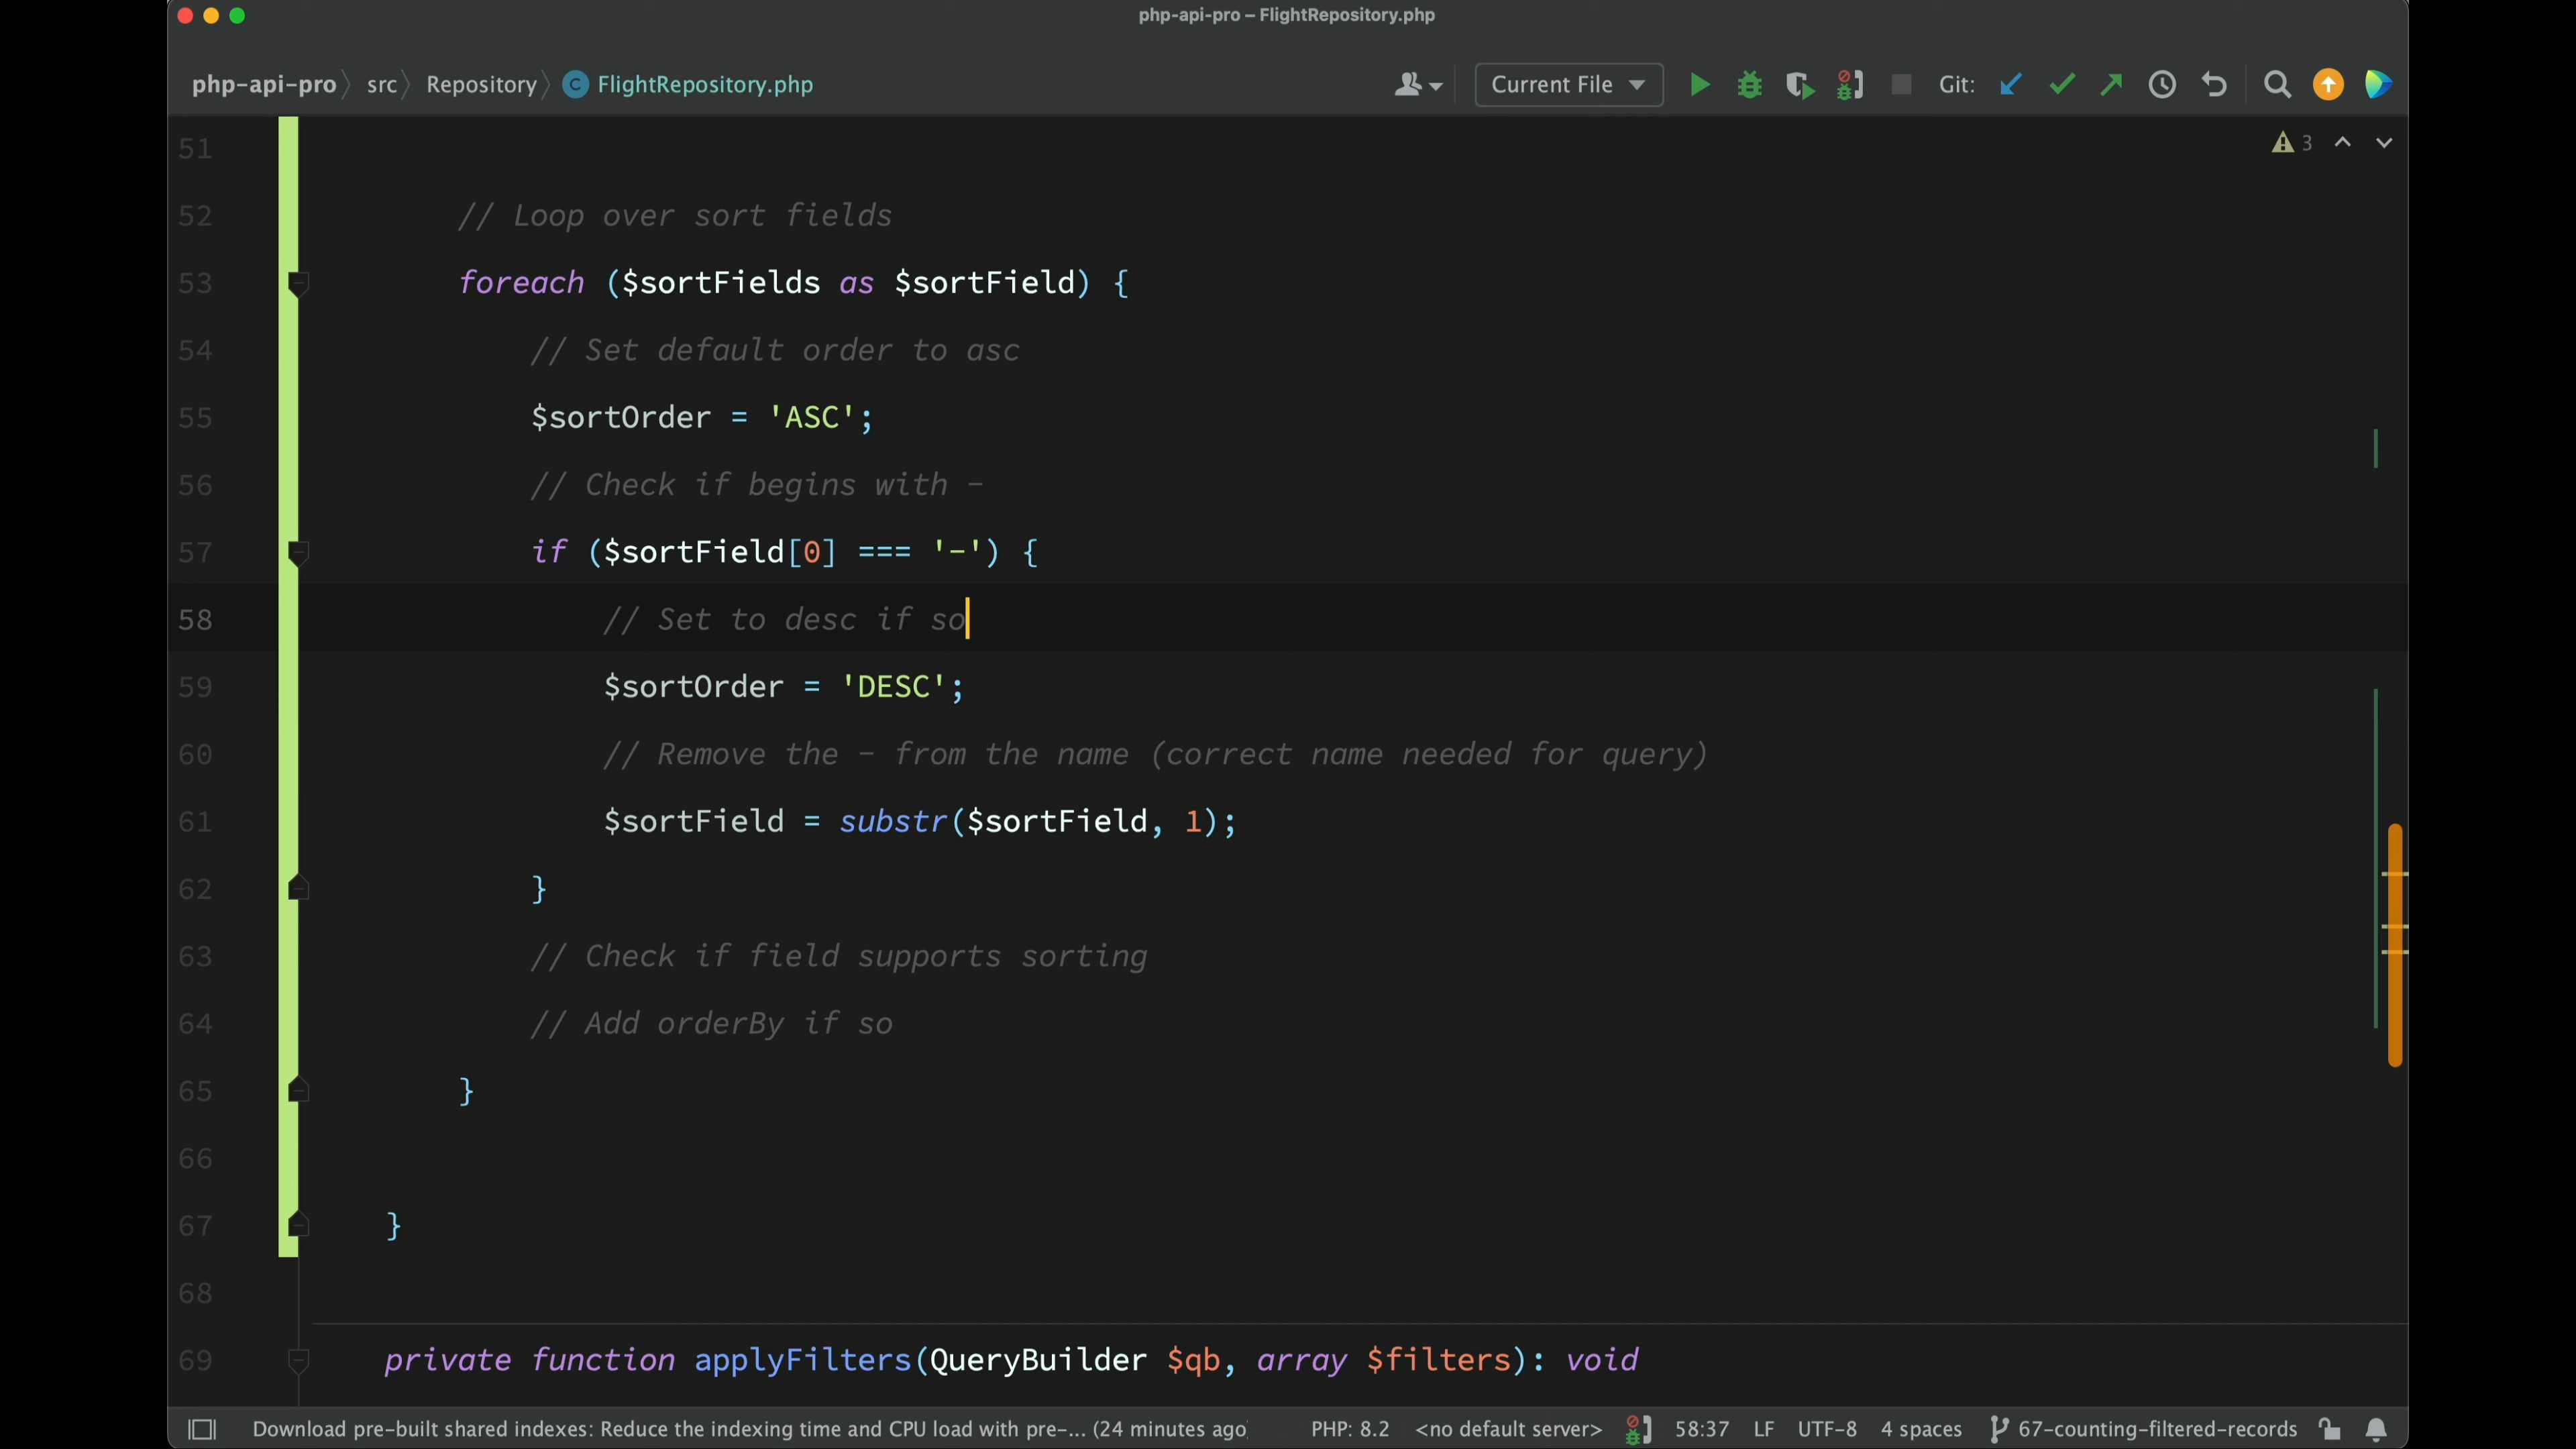 php-api-pro – FlightRepository.php
php-api-pro src Repository C FlightRepository.php Current File Git:
3
51
52 // Loop over sort fields
53 foreach ($sortFields as $sortField) {
54 // Set default order to asc
55 $sortOrder = 'ASC';
56 // Check if begins with -
57 if ($sortField[0] === '-') {
58 // Set to desc if so
59 $sortOrder = 'DESC';
60 // Remove the - from the name (correct name needed for query)
61 $sortField = substr($sortField, 1);
62 }
63 // Check if field supports sorting
64 // Add orderBy if so
65 }
66
67 }
68
69 private function applyFilters(QueryBuilder $qb, array $filters): void
Download pre-built shared indexes: Reduce the indexing time and CPU load with pre-... (24 minutes ago) PHP: 8.2 <no default server> 58:37 LF UTF-8 4 spaces 67-counting-filtered-records